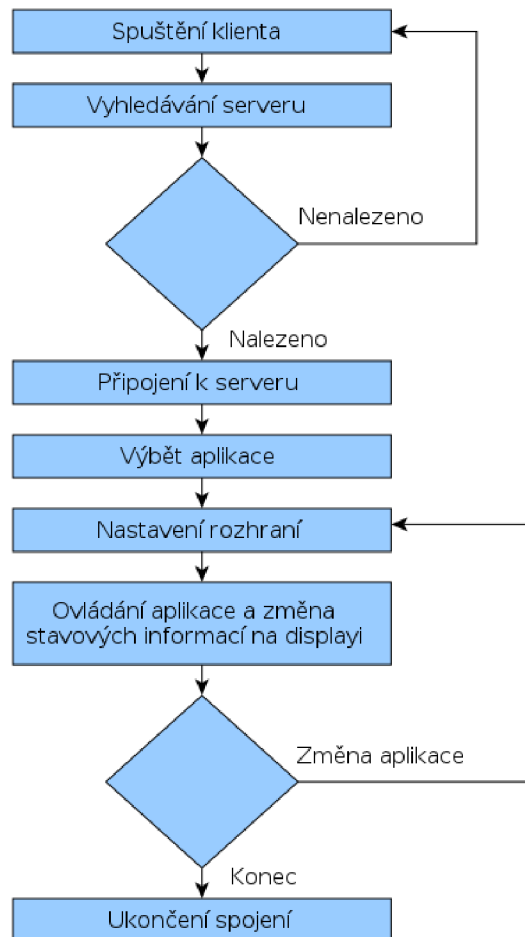 Spuštění klienta
Vyhledávání serveru
Nenalezeno
Nalezeno
Připojení k serveru
Výbět aplikace
Nastavení rozhraní
Ovládání aplikace a změna
stavových informací na displayi
Změna aplikace
Konec
Ukončení spojení